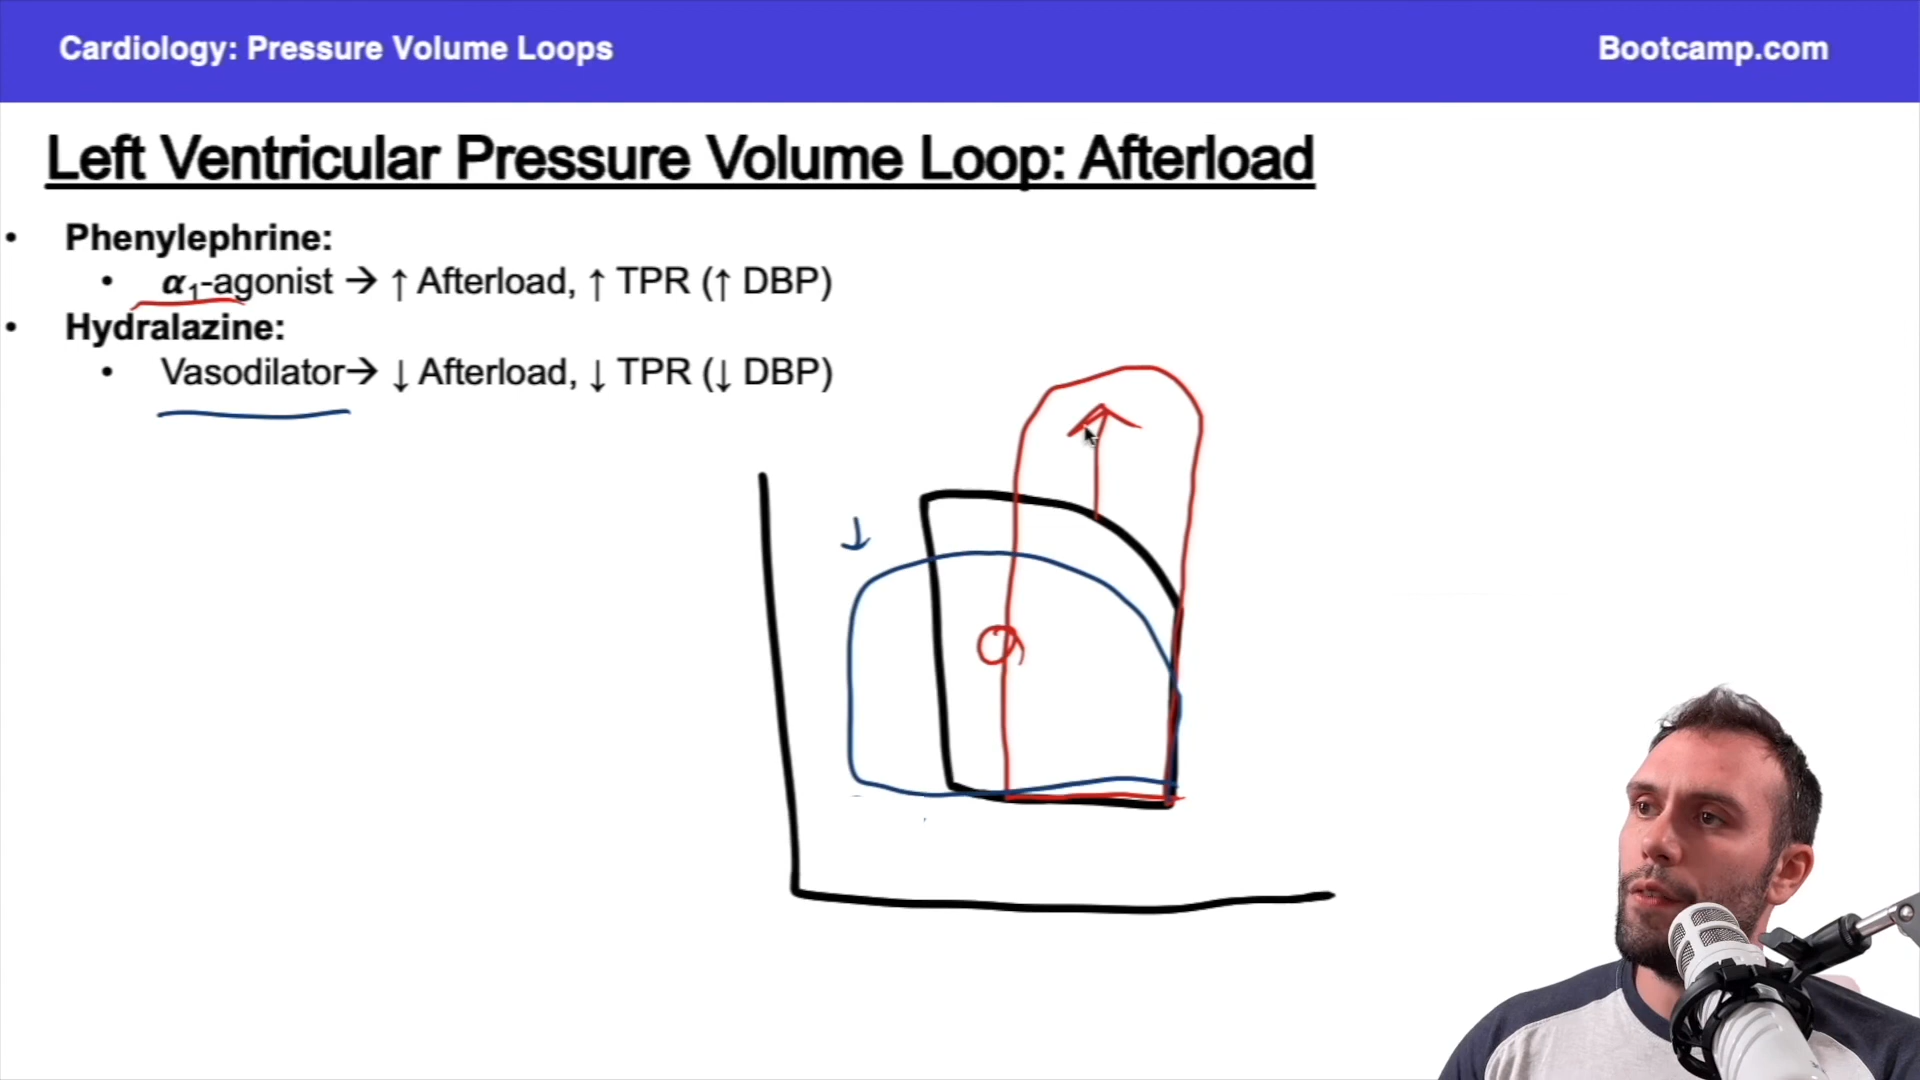 Cardiology: Pressure Volume Loops
Bootcamp.com
Left Ventricular Pressure Volume Loop: Afterload
• Phenylephrine:
• α₁-agonist → ↑ Afterload, ↑ TPR (↑ DBP)
• Hydralazine:
• Vasodilator→ ↓ Afterload, ↓ TPR (↓ DBP)